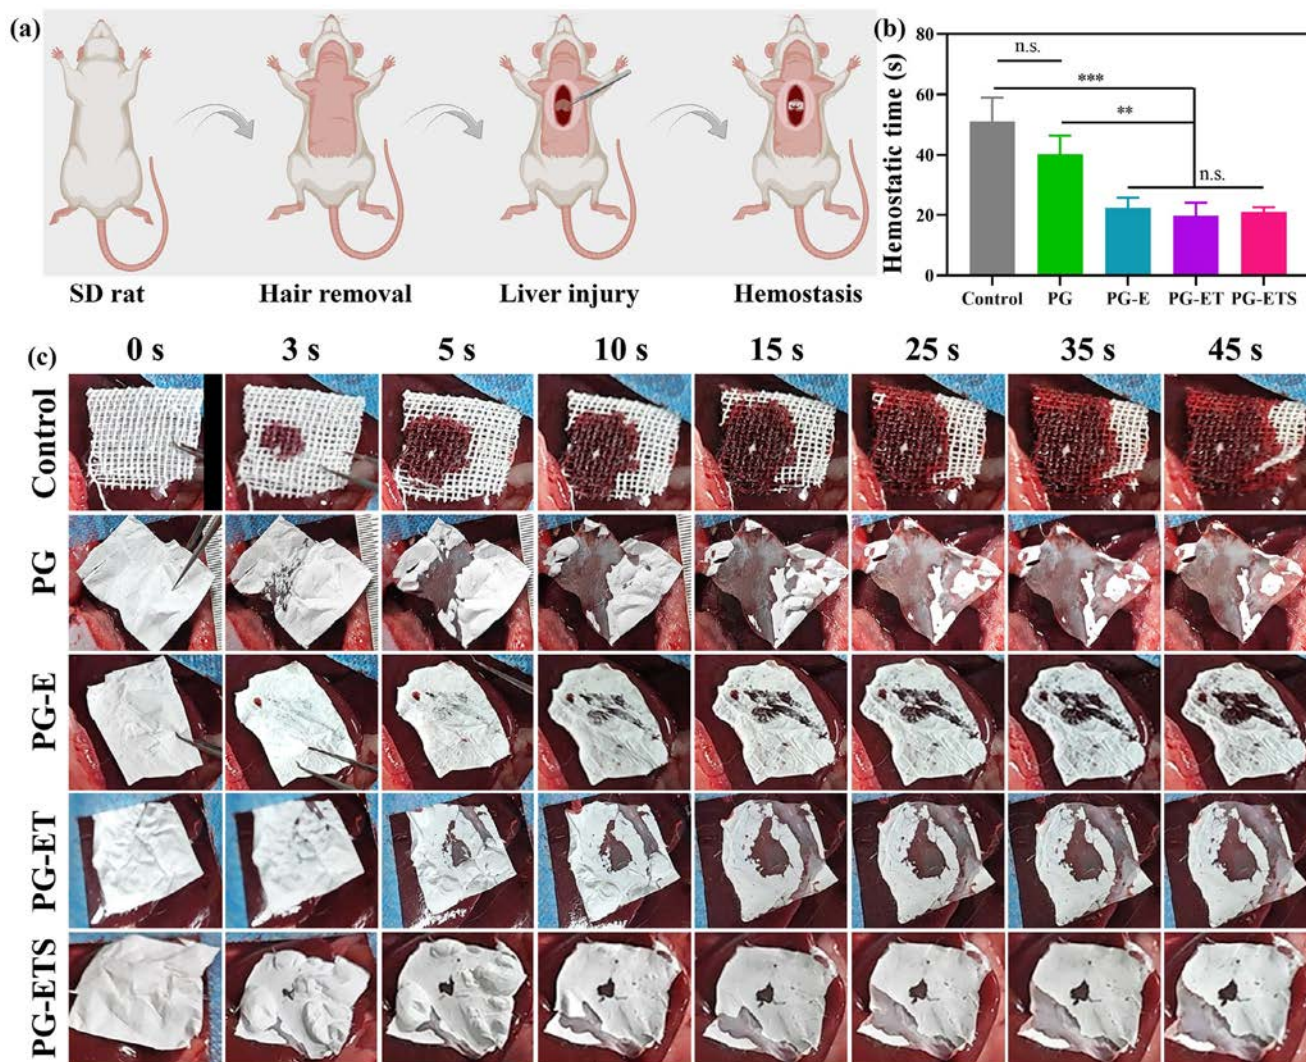 (a)
SD rat
Hair removal
Liver injury
Hemostasis
(b)
Hemostatic time (s)
80
60
40
20
0
n.s.
***
**
n.s.
Control
PG
PG-E
PG-ET
PG-ETS
(c)
0 s
3 s
5 s
10 s
15 s
25 s
35 s
45 s
Control
PG
PG-E
PG-ET
PG-ETS